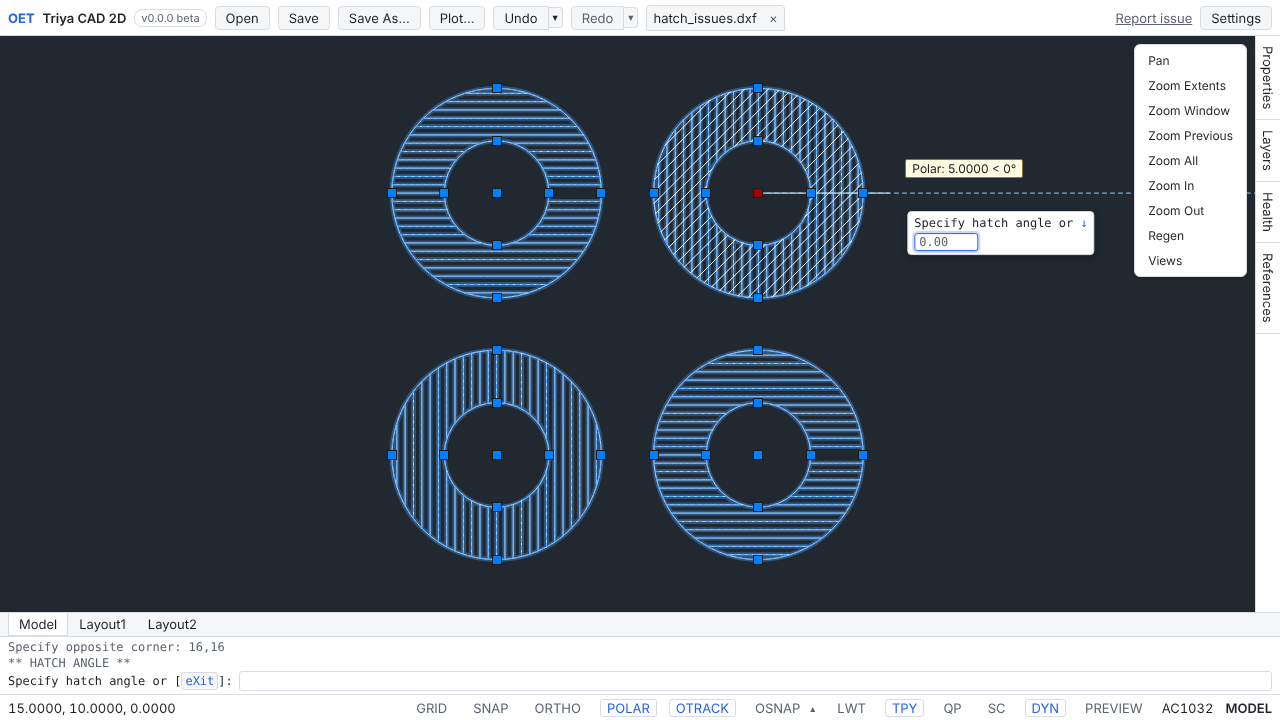 OET Triya CAD 2D v0.0.0 beta Open Save Save As... Plot... Undo ▾ Redo ▾ hatch_issues.dxf × Report issue Settings
Pan
Zoom Extents
Zoom Window
Zoom Previous
Zoom All
Zoom In
Zoom Out
Regen
Views
Properties
Layers
Health
References
Polar: 5.0000 < 0°
Specify hatch angle or ↓
0.00
Model Layout1 Layout2
Specify opposite corner: 16,16
** HATCH ANGLE **
Specify hatch angle or [eXit]:
15.0000, 10.0000, 0.0000 GRID SNAP ORTHO POLAR OTRACK OSNAP ▴ LWT TPY QP SC DYN PREVIEW AC1032 MODEL